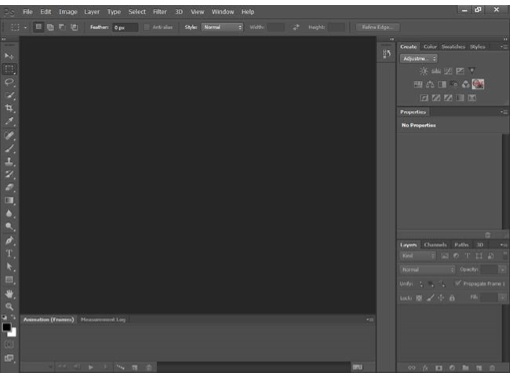 File Edit Image Layer Type Select Filter 3D View Window Help
Feather: 0 px Anti-alias Style: Normal Width: Height: Refine Edge...
Create Color Swatches Styles
Adjustme...
Properties
No Properties
Layers Channels Paths 3D
Kind
Normal Opacity:
Unify: Propagate Frame 1
Lock: Fill:
Animation (Frames) Measurement Log